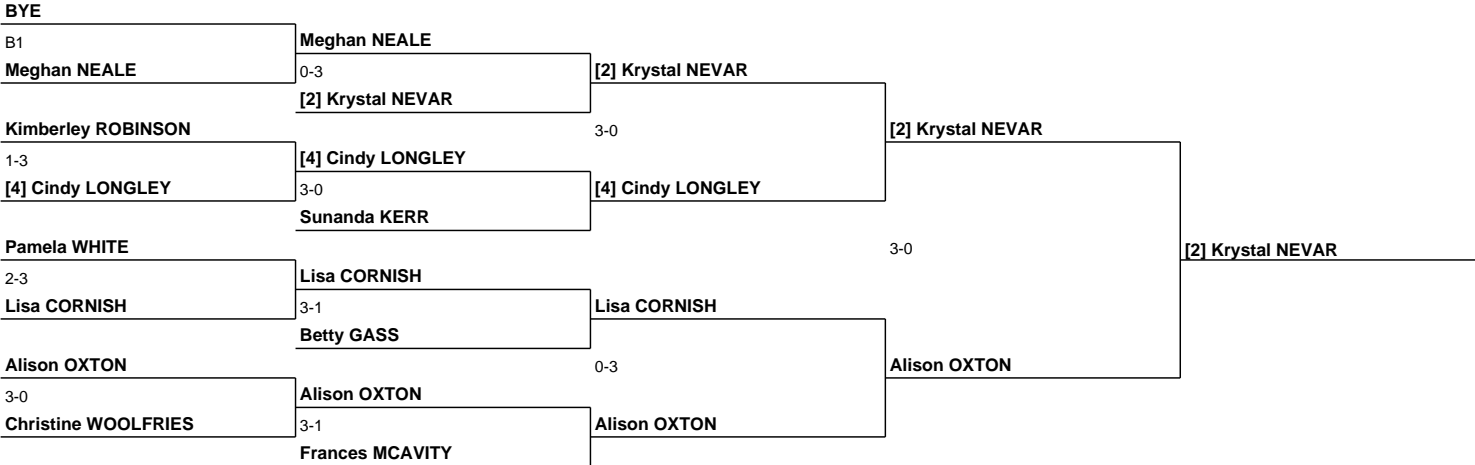 BYE
B1
Meghan NEALE
Meghan NEALE
0-3
[2] Krystal NEVAR
[2] Krystal NEVAR
Kimberley ROBINSON
3-0
[2] Krystal NEVAR
1-3
[4] Cindy LONGLEY
[4] Cindy LONGLEY
3-0
[4] Cindy LONGLEY
Sunanda KERR
Pamela WHITE
3-0
[2] Krystal NEVAR
2-3
Lisa CORNISH
Lisa CORNISH
3-1
Lisa CORNISH
Betty GASS
Alison OXTON
0-3
Alison OXTON
3-0
Alison OXTON
Christine WOOLFRIES
3-1
Alison OXTON
Frances MCAVITY